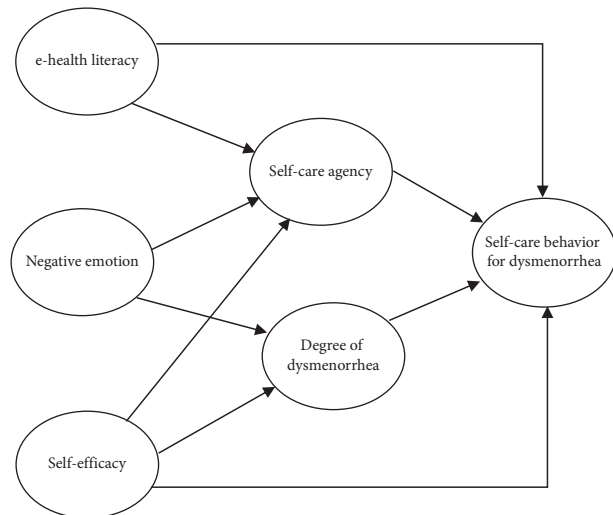 e-health literacy
Self-care agency
Negative emotion
Self-care behavior
for dysmenorrhea
Degree of
dysmenorrhea
Self-efficacy